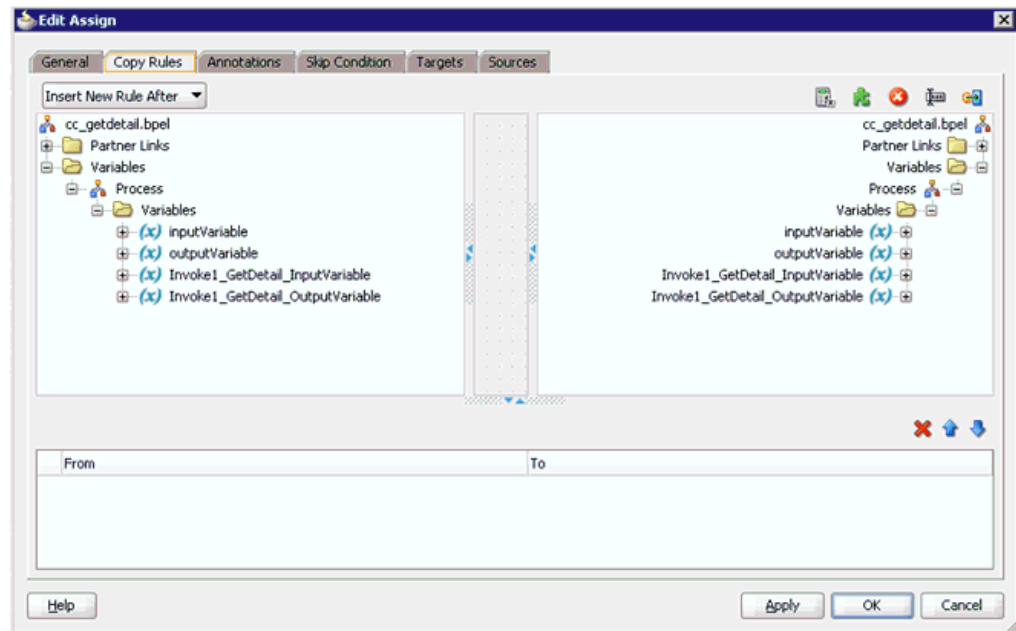 Edit Assign
General Copy Rules Annotations Skip Condition Targets Sources
Insert New Rule After
cc_getdetail.bpel
Partner Links
Variables
Process
Variables
(x) inputVariable
(x) outputVariable
(x) Invoke1_GetDetail_InputVariable
(x) Invoke1_GetDetail_OutputVariable
cc_getdetail.bpel
Partner Links
Variables
Process
Variables
inputVariable (x)
outputVariable (x)
Invoke1_GetDetail_InputVariable (x)
Invoke1_GetDetail_OutputVariable (x)
From To
Help Apply OK Cancel